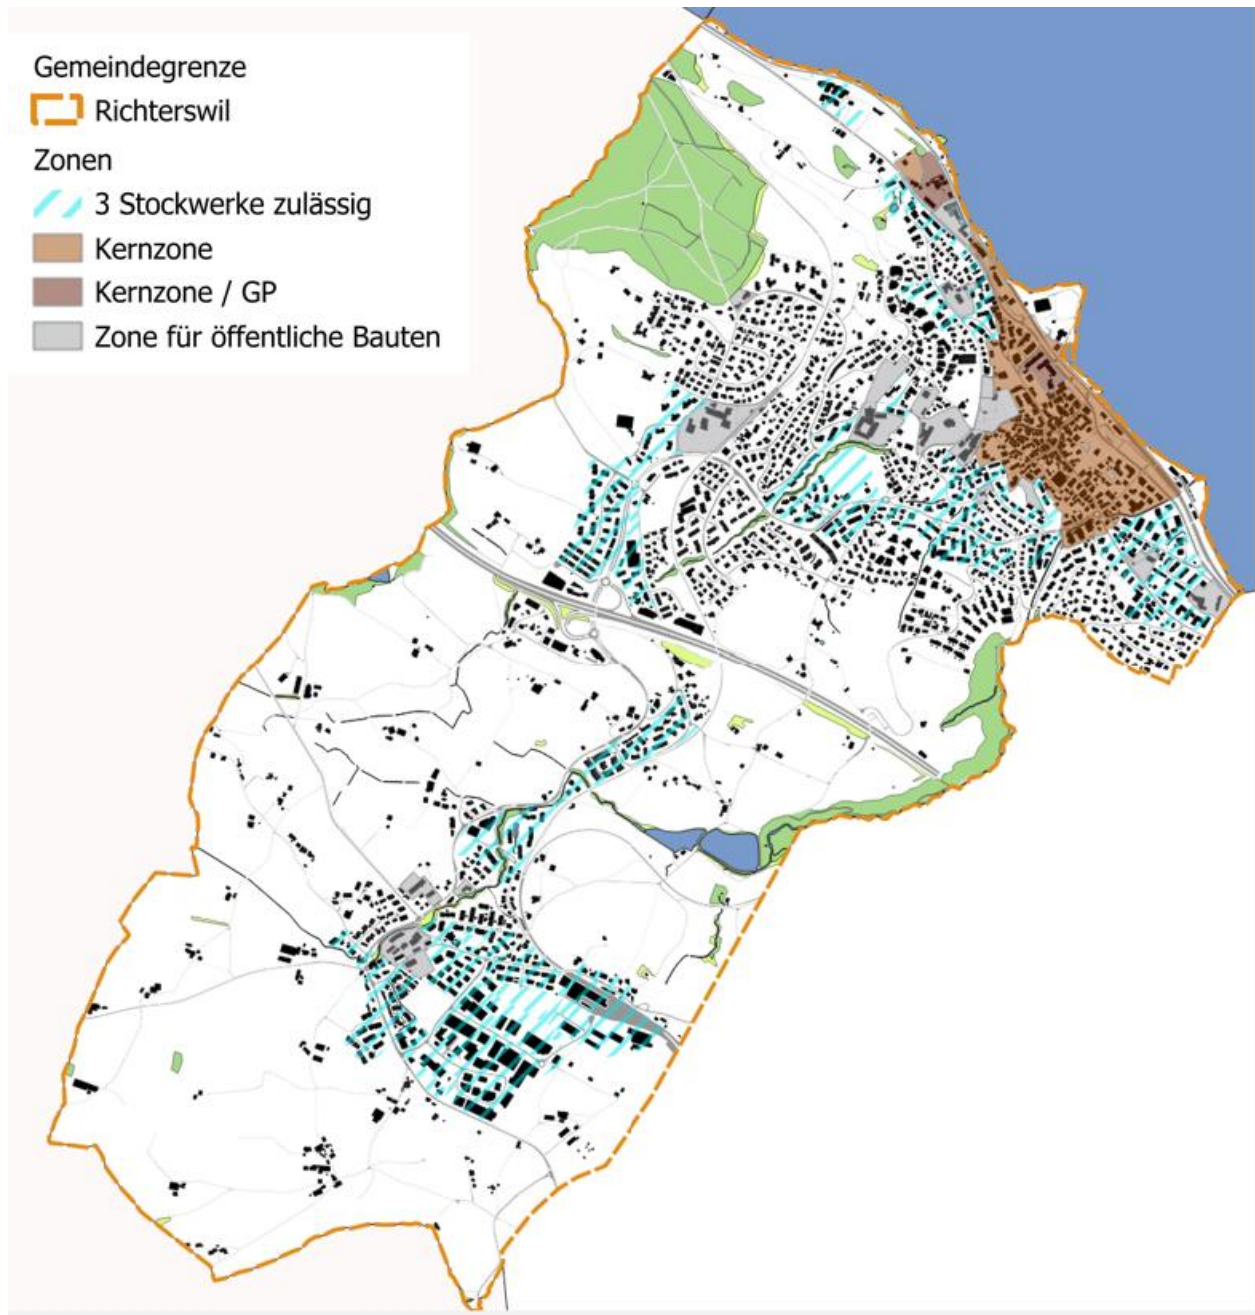 Gemeindegrenze
Richterswil
Zonen
3 Stockwerke zulässig
Kernzone
Kernzone / GP
Zone für öffentliche Bauten